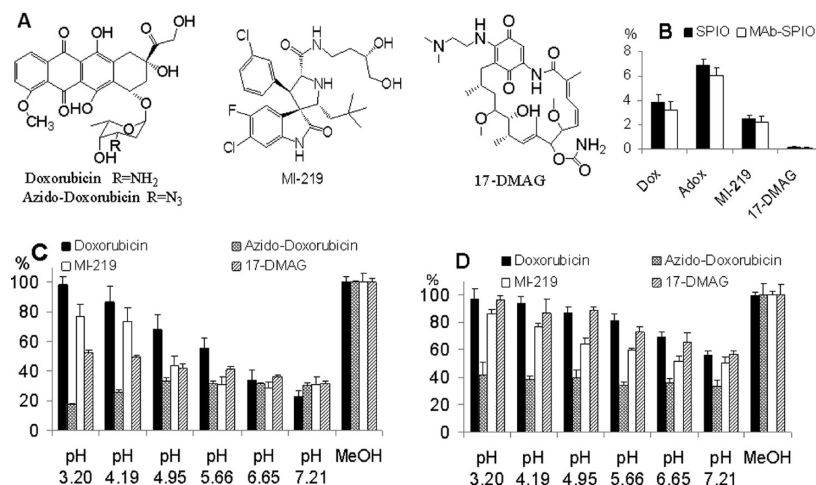 A
O OH O OH OH OH
O CH3 O OH O
O
HO R
Doxorubicin R=NH2
Azido-Doxorubicin R=N3
Cl O H N OH OH
NH
F
Cl N H O
MI-219
N HN O O N H O
O OH O O
O NH2
O
17-DMAG
B
■ SPIO □ MAb-SPIO
%
8
6
4
2
0
Dox Adox MI-219 17-DMAG
C
Doxorubicin Azido-Doxorubicin
MI-219 17-DMAG
%
100
80
60
40
20
0
pH pH pH pH pH pH MeOH
3.20 4.19 4.95 5.66 6.65 7.21
D
Doxorubicin Azido-Doxorubicin
MI-219 17-DMAG
%
100
80
60
40
20
0
pH pH pH pH pH pH MeOH
3.20 4.19 4.95 5.66 6.65 7.21